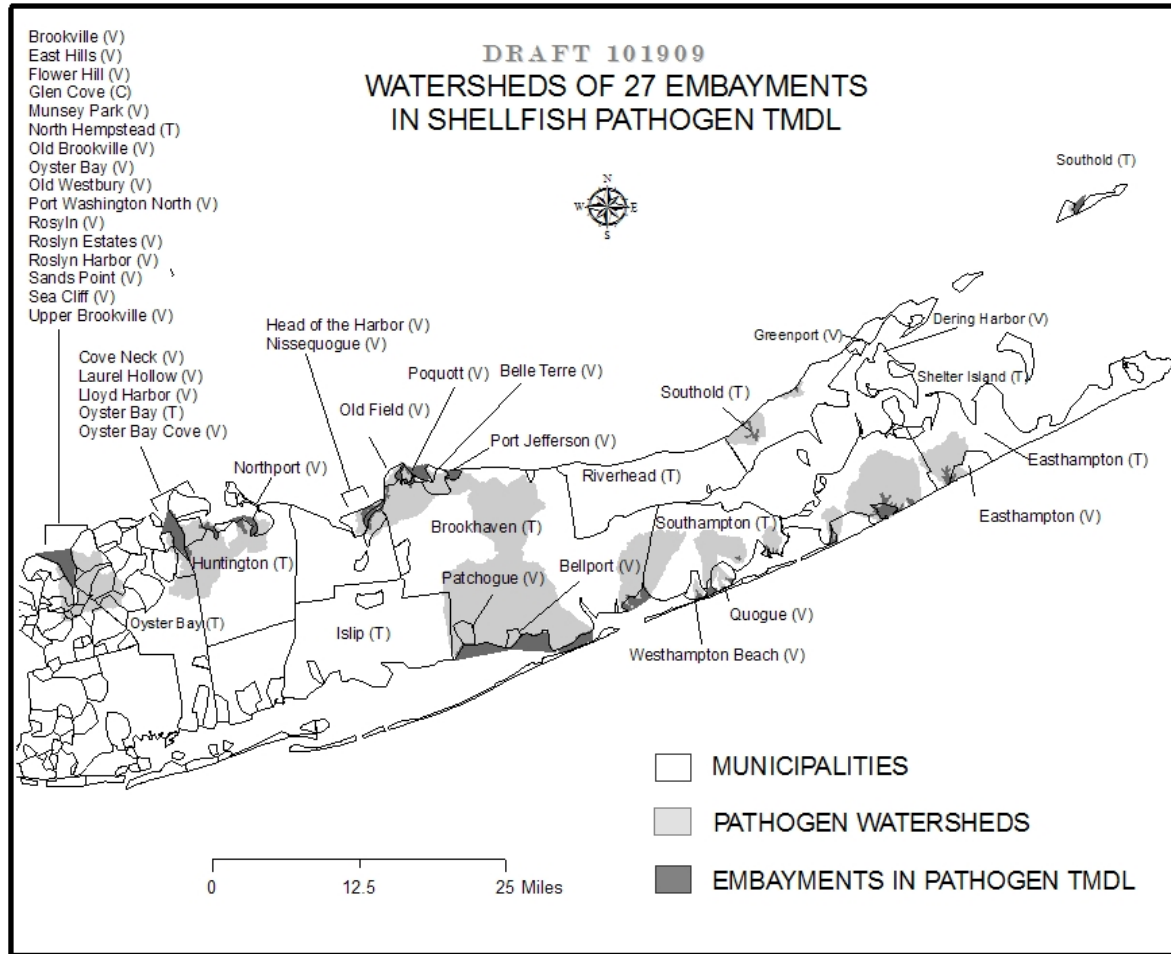 DRAFT 101909
WATERSHEDS OF 27 EMBAYMENTS
IN SHELLFISH PATHOGEN TMDL
Brookville (V)
East Hills (V)
Flower Hill (V)
Glen Cove (C)
Munsey Park (V)
North Hempstead (T)
Old Brookville (V)
Oyster Bay (V)
Old Westbury (V)
Port Washington North (V)
Rosyln (V)
Roslyn Estates (V)
Roslyn Harbor (V)
Sands Point (V)
Sea Cliff (V)
Upper Brookville (V)
Cove Neck (V)
Laurel Hollow (V)
Lloyd Harbor (V)
Oyster Bay (T)
Oyster Bay Cove (V)
N
W E
S
Southold (T)
Head of the Harbor (V)
Nissequogue (V)
Poquott (V)
Belle Terre (V)
Old Field (V)
Port Jefferson (V)
Northport (V)
Greenport (V)
Dering Harbor (V)
Shelter Island (T)
Southold (T)
Riverhead (T)
Easthampton (T)
Easthampton (V)
Southampton (T)
Brookhaven (T)
Huntington (T)
Patchogue (V)
Bellport (V)
Quogue (V)
Oyster Bay (T)
Islip (T)
Westhampton Beach (V)
MUNICIPALITIES
PATHOGEN WATERSHEDS
EMBAYMENTS IN PATHOGEN TMDL
0 12.5 25 Miles